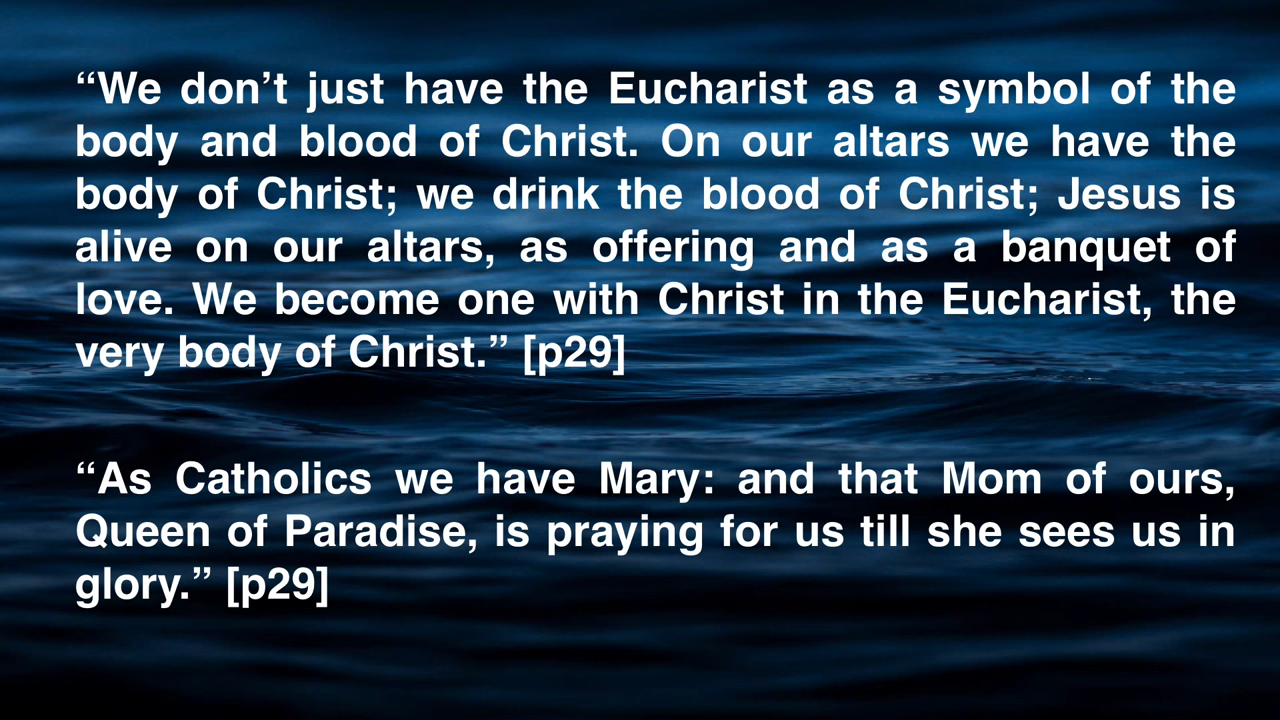 “We don’t just have the Eucharist as a symbol of the
body and blood of Christ. On our altars we have the
body of Christ; we drink the blood of Christ; Jesus is
alive on our altars, as offering and as a banquet of
love. We become one with Christ in the Eucharist, the
very body of Christ.” [p29]
“As Catholics we have Mary: and that Mom of ours,
Queen of Paradise, is praying for us till she sees us in
glory.” [p29]